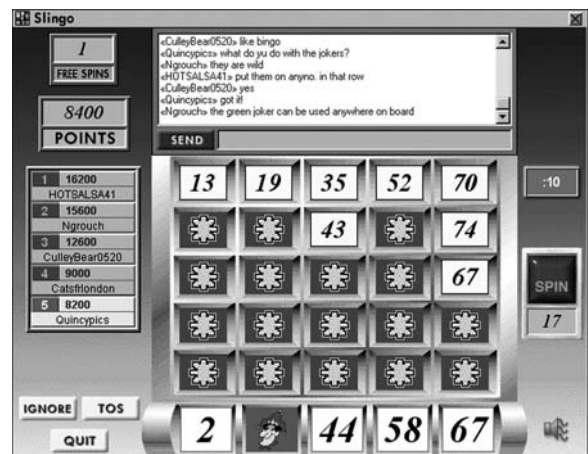 Slingo
1
FREE SPINS
8400
POINTS
«CulleyBear0520» like bingo
«Quincypics» what do yu do with the jokers?
«Ngrouch» they are wild
«HOTSALSA41» put them on anyno. in that row
«CulleyBear0520» yes
«Quincypics» got it!
«Ngrouch» the green joker can be used anywhere on board
SEND
1 16200
HOTSALSA41
2 15600
Ngrouch
3 12600
CulleyBear0520
4 9000
Catsfrlondon
5 8200
Quincypics
13 19 35 52 70
43 74
67
:10
SPIN
17
IGNORE TOS
QUIT
2 44 58 67